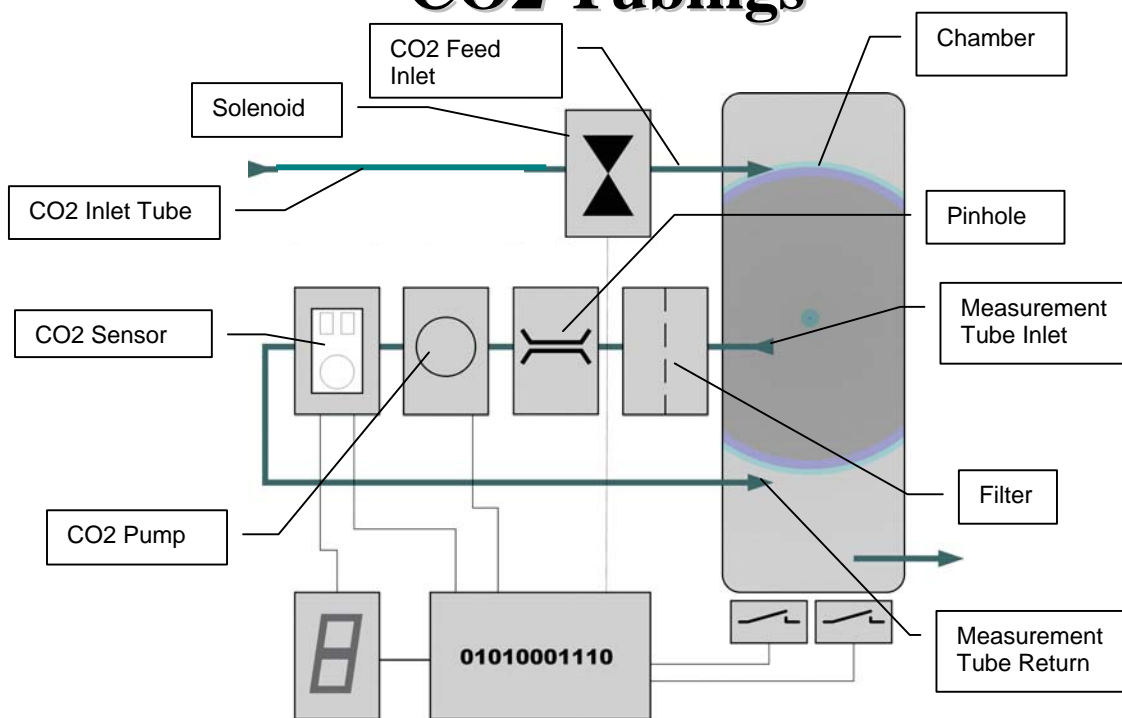 CO2 Tubings
CO2 Feed
Inlet
Chamber
Solenoid
CO2 Inlet Tube
Pinhole
Measurement
Tube Inlet
CO2 Sensor
Filter
CO2 Pump
01010001110
8
Measurement
Tube Return